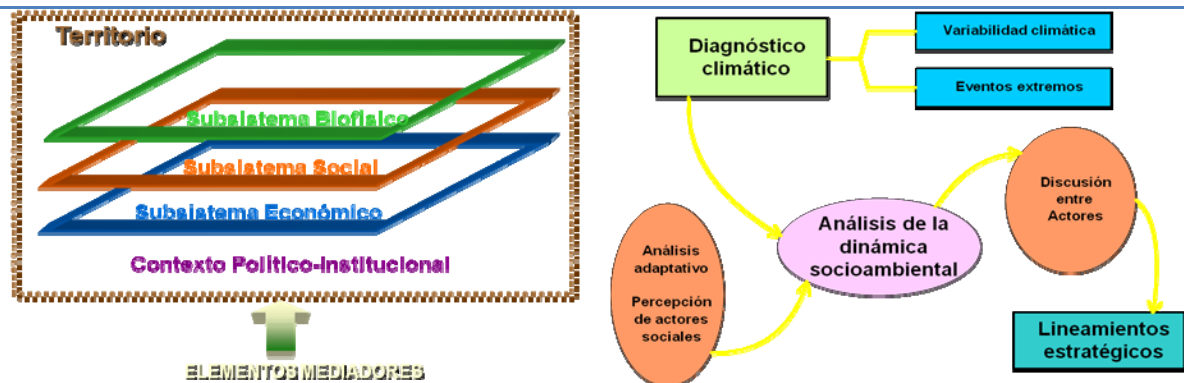 Territorio
Subsistema Biofísico
Subsistema Social
Subsistema Económico
Contexto Político-Institucional
ELEMENTOS MEDIADORES
Diagnóstico
climático
Variabilidad climática
Eventos extremos
Análisis
adaptativo
Percepción
de actores
sociales
Análisis de la
dinámica
socioambiental
Discusión
entre
Actores
Lineamientos
estratégicos